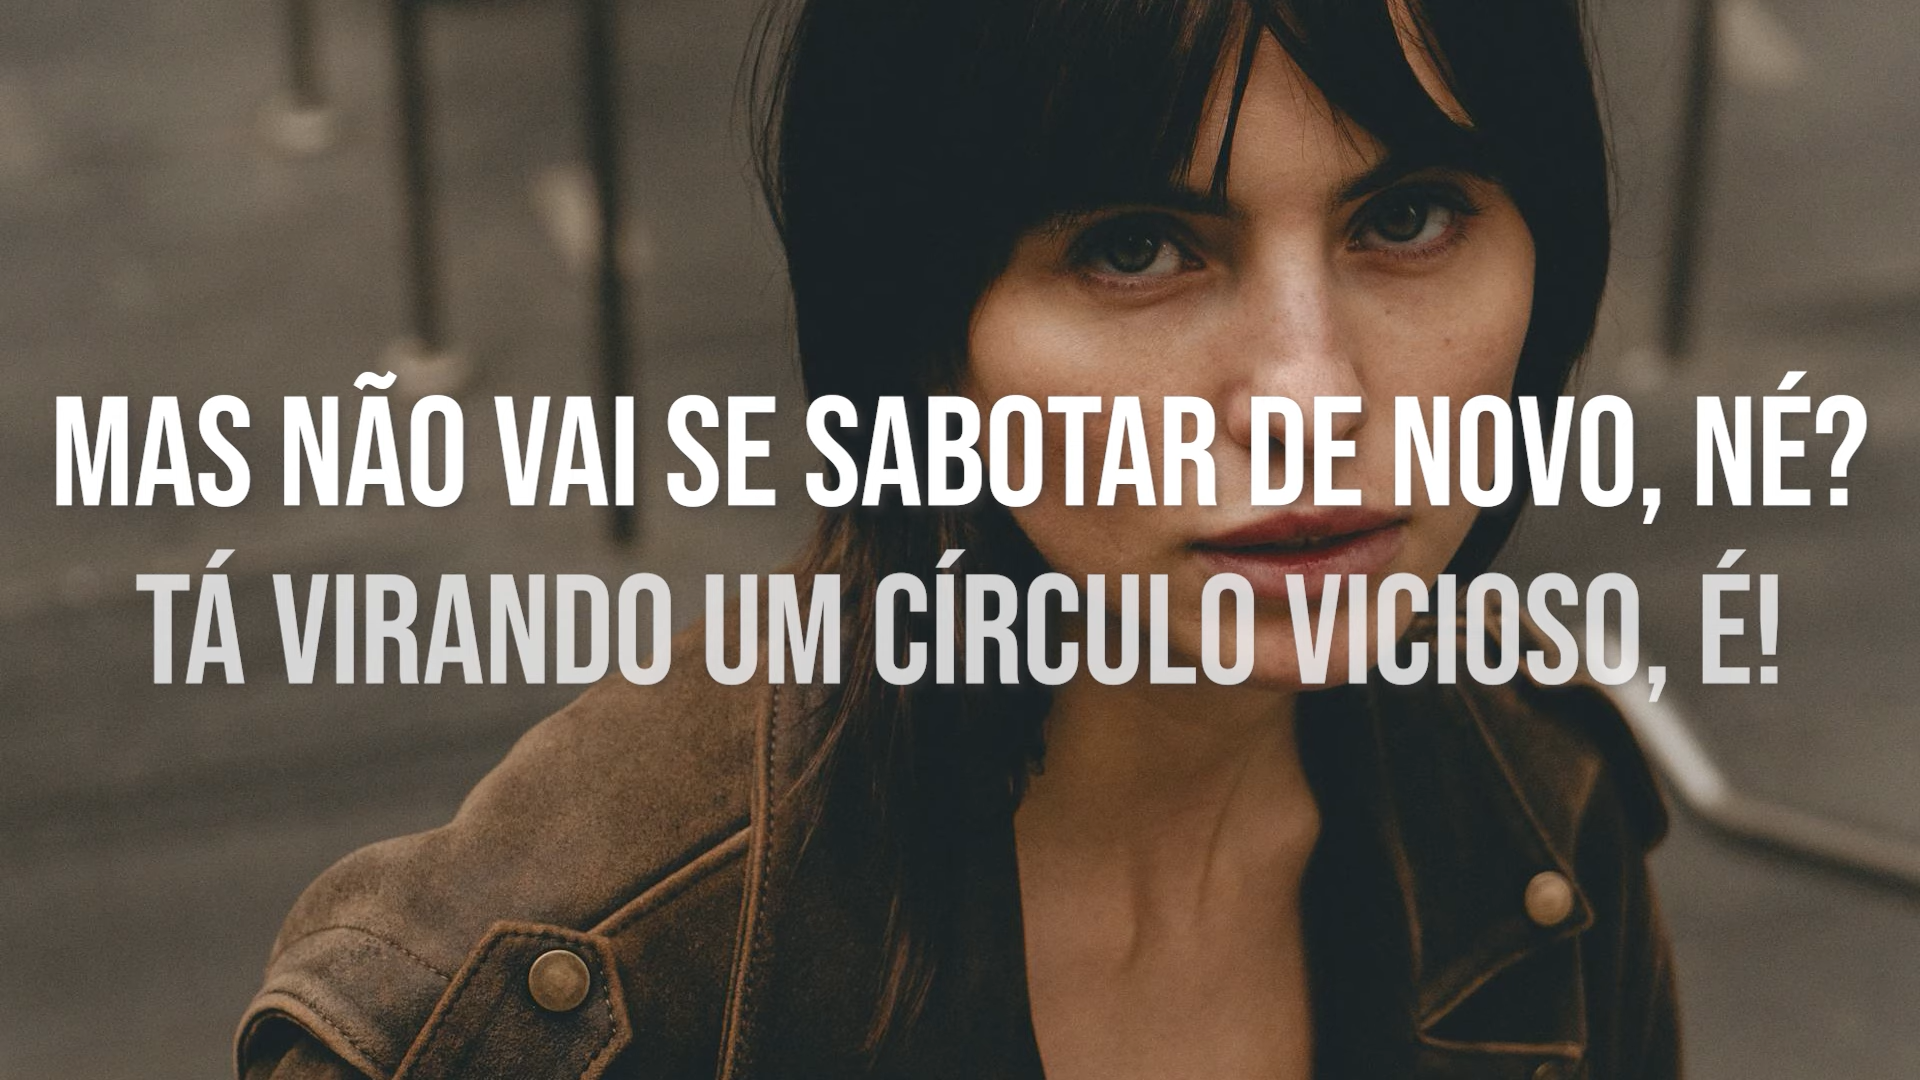 MAS NÃO VAI SE SABOTAR DE NOVO, NÉ?
TÁ VIRANDO UM CÍRCULO VICIOSO, É!